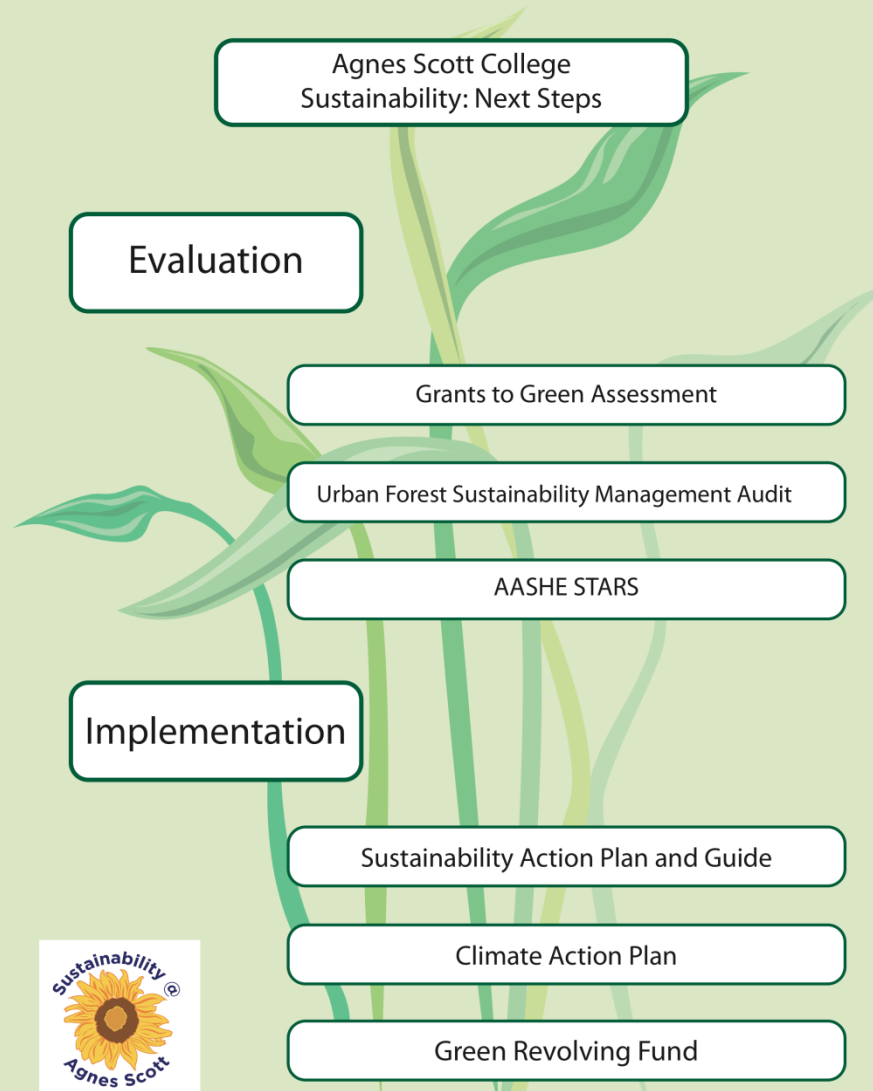 Agnes Scott College
Sustainability: Next Steps
Evaluation
Grants to Green Assessment
Urban Forest Sustainability Management Audit
AASHE STARS
Implementation
Sustainability Action Plan and Guide
Climate Action Plan
Green Revolving Fund
Sustainability @
Agnes Scott